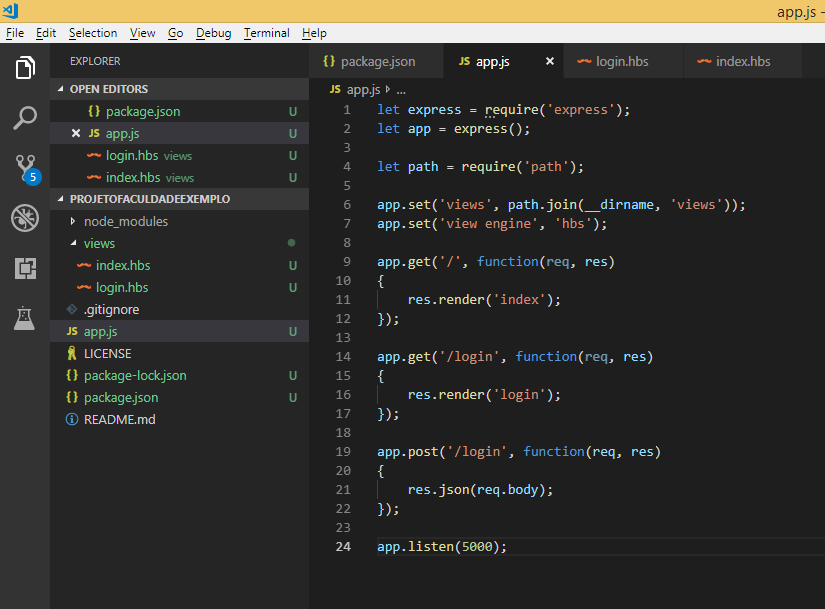 app.js -
File Edit Selection View Go Debug Terminal Help
EXPLORER
OPEN EDITORS
package.json U
app.js U
login.hbs views U
index.hbs views U
PROJETOFACULDADEEXEMPLO
node_modules
views
index.hbs U
login.hbs U
.gitignore
app.js U
LICENSE
package-lock.json U
package.json U
README.md
5
package.json app.js login.hbs index.hbs
JS app.js ...
1 let express = require('express');
2 let app = express();
3
4 let path = require('path');
5
6 app.set('views', path.join(__dirname, 'views'));
7 app.set('view engine', 'hbs');
8
9 app.get('/', function(req, res)
10 {
11 res.render('index');
12 });
13
14 app.get('/login', function(req, res)
15 {
16 res.render('login');
17 });
18
19 app.post('/login', function(req, res)
20 {
21 res.json(req.body);
22 });
23
24 app.listen(5000);